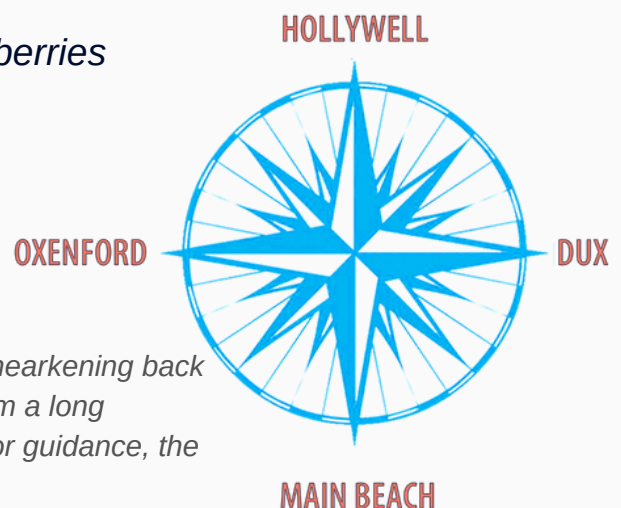 HOLLYWELL
berries
OXENFORD
DUX
hearkening back
m a long
or guidance, the
MAIN BEACH